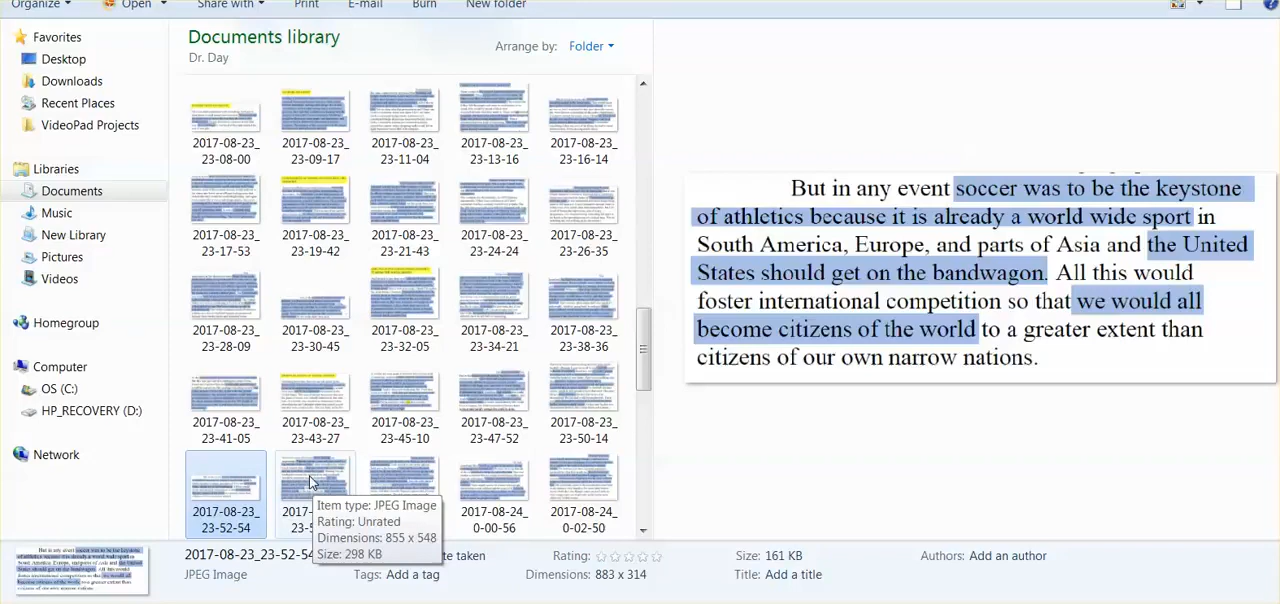 Organize
Open
Share with
Print
E-mail
Burn
New folder
Favorites
Desktop
Downloads
Recent Places
VideoPad Projects
Libraries
Documents
Music
New Library
Pictures
Videos
Homegroup
Computer
OS (C:)
HP_RECOVERY (D:)
Network
Documents library
Dr. Day
Arrange by: Folder
2017-08-23_ 2017-08-23_ 2017-08-23_ 2017-08-23_ 2017-08-23_
23-08-00 23-09-17 23-11-04 23-13-16 23-16-14
2017-08-23_ 2017-08-23_ 2017-08-23_ 2017-08-23_ 2017-08-23_
23-17-53 23-19-42 23-21-43 23-24-24 23-26-35
2017-08-23_ 2017-08-23_ 2017-08-23_ 2017-08-23_ 2017-08-23_
23-28-09 23-30-45 23-32-05 23-34-21 23-38-36
2017-08-23_ 2017-08-23_ 2017-08-23_ 2017-08-23_ 2017-08-23_
23-41-05 23-43-27 23-45-10 23-47-52 23-50-14
2017-08-23_ 2017- 2017-08-24_ 2017-08-24_
23-52-54 23-5 0-00-56 0-02-50
Item type: JPEG Image
Rating: Unrated
Dimensions: 855 x 548
Size: 298 KB
But in any event soccer was to be the keystone
of athletics because it is already a world wide sport in
South America, Europe, and parts of Asia and the United
States should get on the bandwagon. All this would
foster international competition so that we would all
become citizens of the world to a greater extent than
citizens of our own narrow nations.
2017-08-23_23-52-54 te taken
JPEG Image
Tags: Add a tag
Rating:
Dimensions: 883 x 314
Size: 161 KB
Title: Add a title
Authors: Add an author